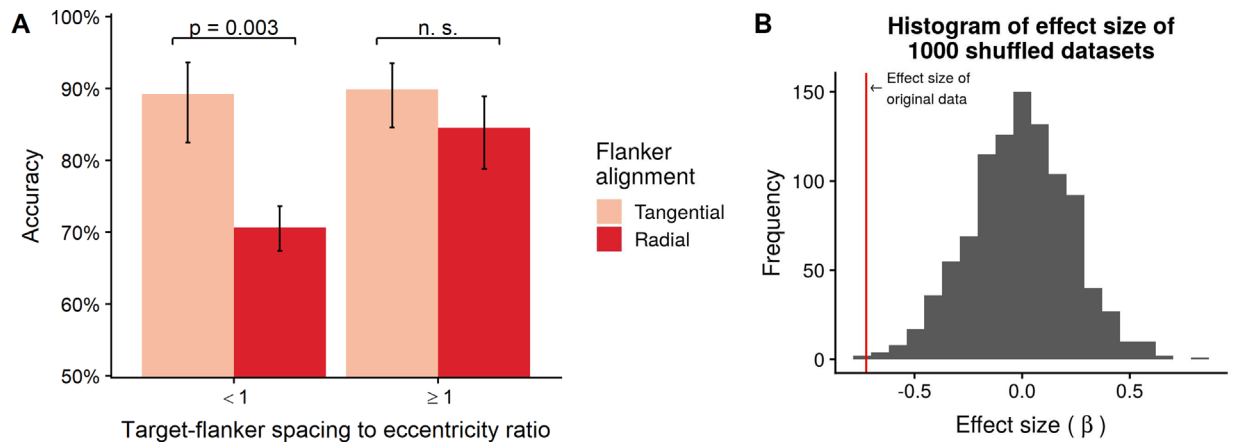 A
100%
90%
80%
70%
60%
50%
Accuracy
p = 0.003
n. s.
< 1
≥ 1
Target-flanker spacing to eccentricity ratio
Flanker
alignment
Tangential
Radial
B
Histogram of effect size of
1000 shuffled datasets
← Effect size of
original data
150
100
50
0
Frequency
-0.5
0.0
0.5
Effect size ( β )